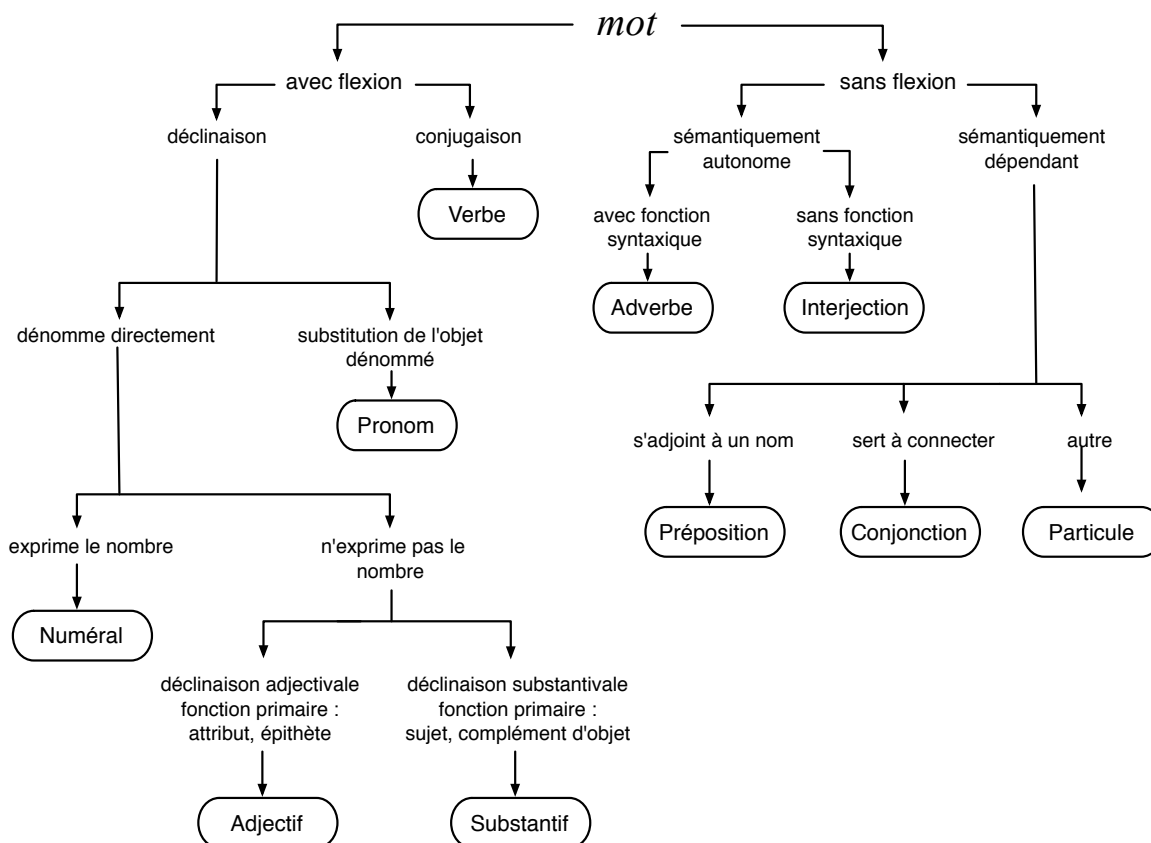 mot
avec flexion
sans flexion
déclinaison
conjugaison
sémantiquement
autonome
sémantiquement
dépendant
Verbe
avec fonction
syntaxique
sans fonction
syntaxique
Adverbe
Interjection
dénomme directement
substitution de l'objet
dénommé
Pronom
s'adjoint à un nom
sert à connecter
autre
Préposition
Conjonction
Particule
exprime le nombre
n'exprime pas le
nombre
Numéral
déclinaison adjectivale
fonction primaire :
attribut, épithète
déclinaison substantivale
fonction primaire :
sujet, complément d'objet
Adjectif
Substantif